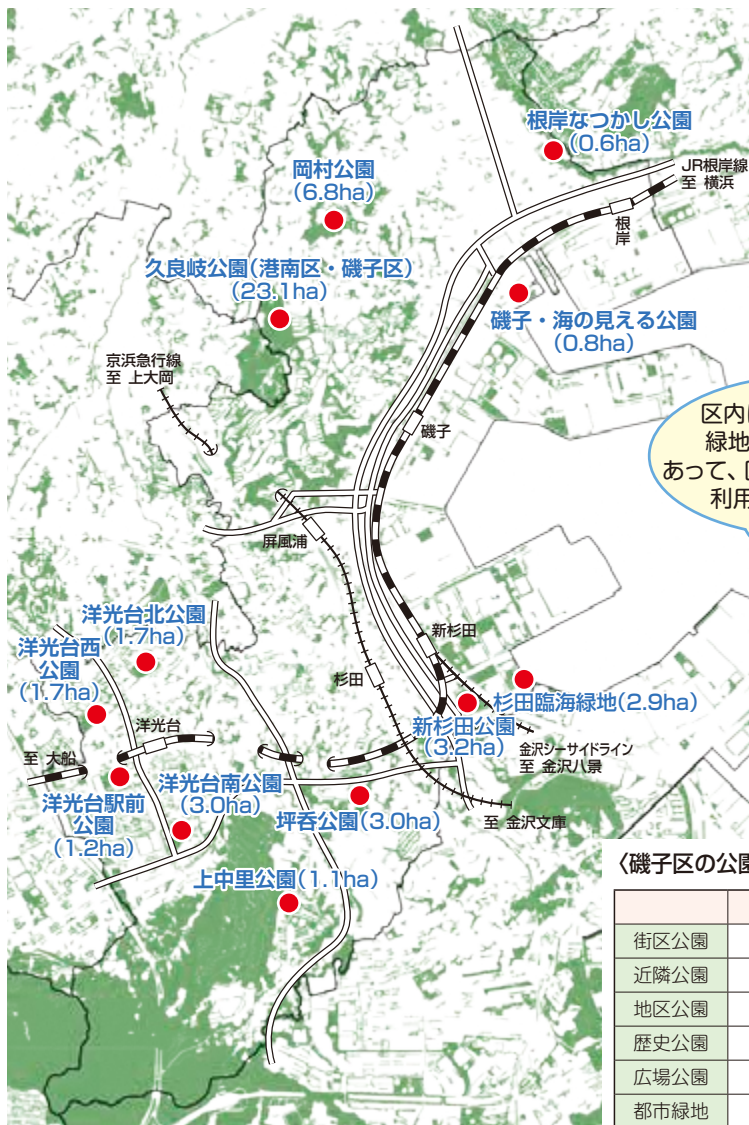 根岸なつかし公園
(0.6ha)
岡村公園
(6.8ha)
JR根岸線
至 横浜
根岸
久良岐公園(港南区・磯子区)
(23.1ha)
磯子・海の見える公園
(0.8ha)
京浜急行線
至 上大岡
磯子
区内
緑地
あって、
利用
屏風浦
洋光台北公園
(1.7ha)
洋光台西
公園
(1.7ha)
新杉田
杉田
杉田臨海緑地(2.9ha)
新杉田公園
(3.2ha)
洋光台
至 大船
金沢シーサイドライン
至 金沢八景
洋光台駅前
公園
(1.2ha)
洋光台南公園
(3.0ha)
坪呑公園(3.0ha)
至 金沢文庫
上中里公園(1.1ha)
〈磯子区の公園
街区公園
近隣公園
地区公園
歴史公園
広場公園
都市緑地